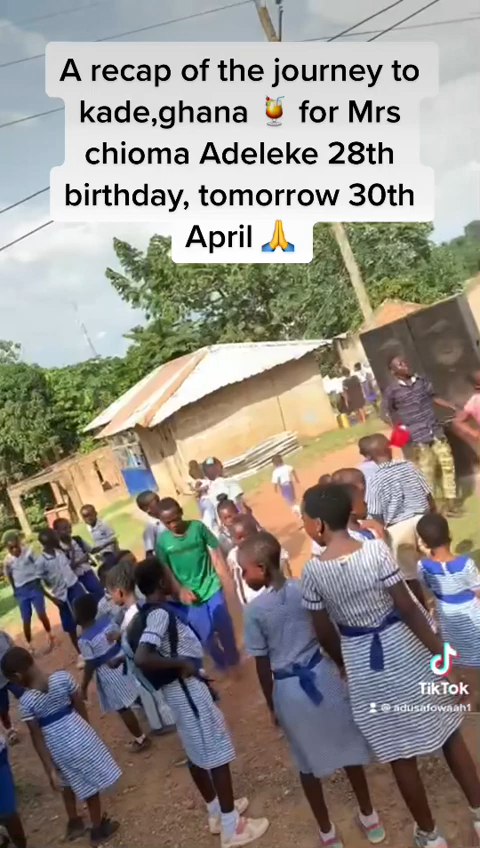 A recap of the journey to
kade,ghana 🍹 for Mrs
chioma Adeleke 28th
birthday, tomorrow 30th
April 🙏
TikTok
@ adusafowaah1